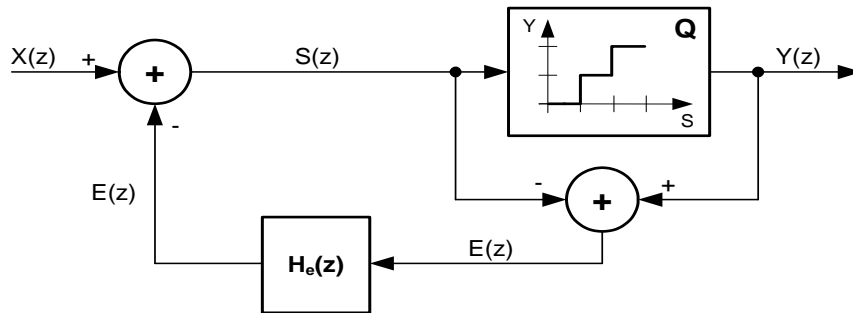 X(z)
+
+
-
S(z)
Y
Q
S
Y(z)
-
+
+
E(z)
E(z)
He(z)